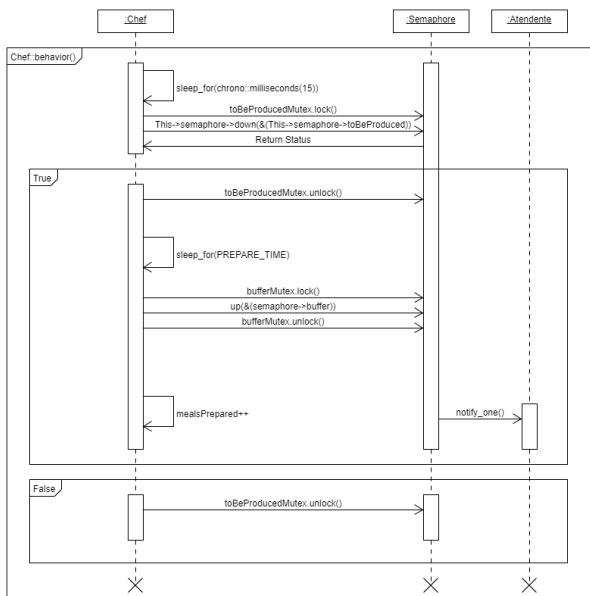 :Chef
:Semaphore
:Atendente
Chef::behavior()
sleep_for(chrono::milliseconds(15))
toBeProducedMutex.lock()
This->semaphore->down(&(This->semaphore->toBeProduced))
Return Status
True
toBeProducedMutex.unlock()
sleep_for(PREPARE_TIME)
bufferMutex.lock()
up(&(semaphore->buffer))
bufferMutex.unlock()
mealsPrepared++
notify_one()
False
toBeProducedMutex.unlock()